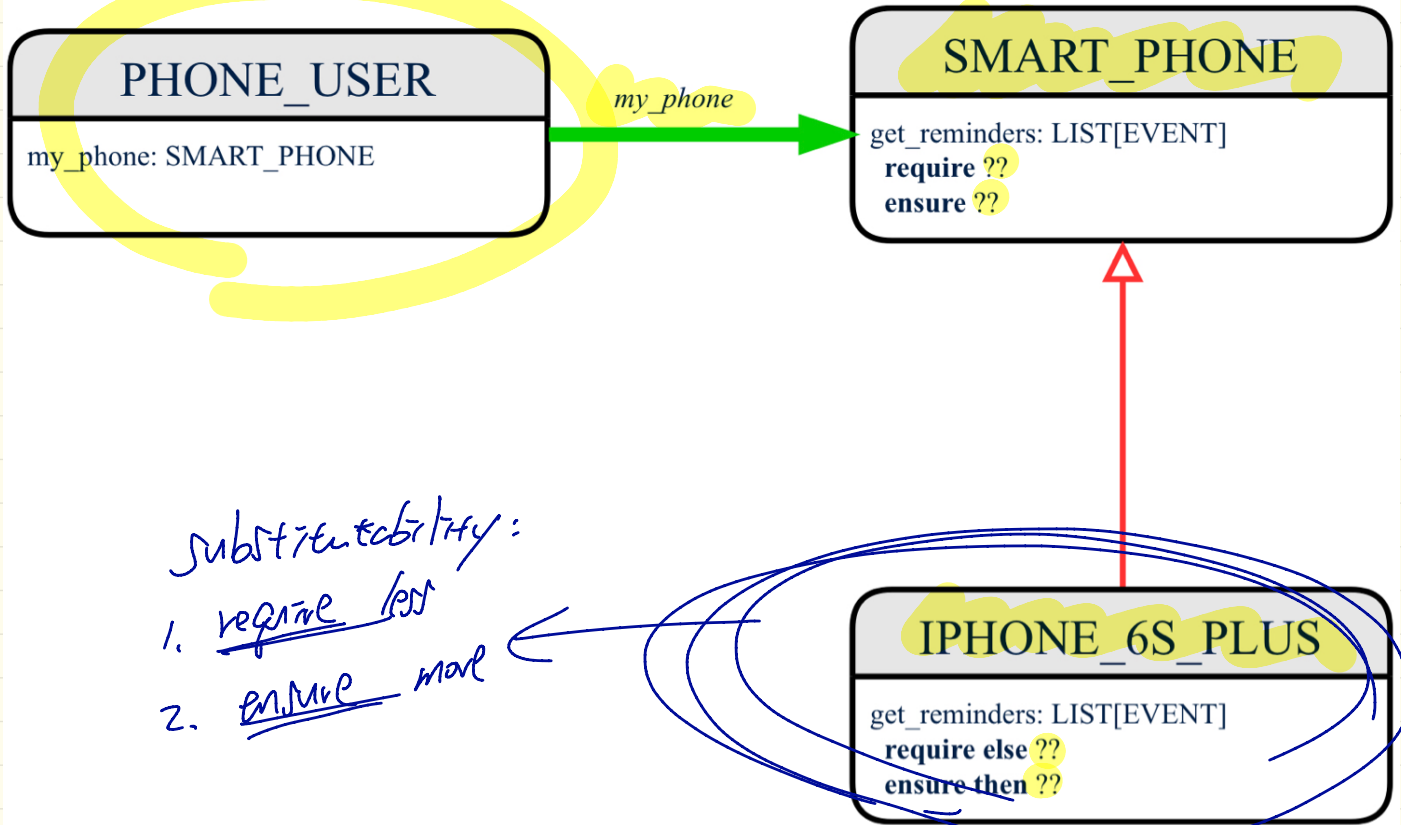 PHONE_USER
my_phone: SMART_PHONE
my_phone
SMART_PHONE
get_reminders: LIST[EVENT]
require ??
ensure ??
substitutability:
1. require less
2. ensure more
IPHONE_6S_PLUS
get_reminders: LIST[EVENT]
require else ??
ensure then ??